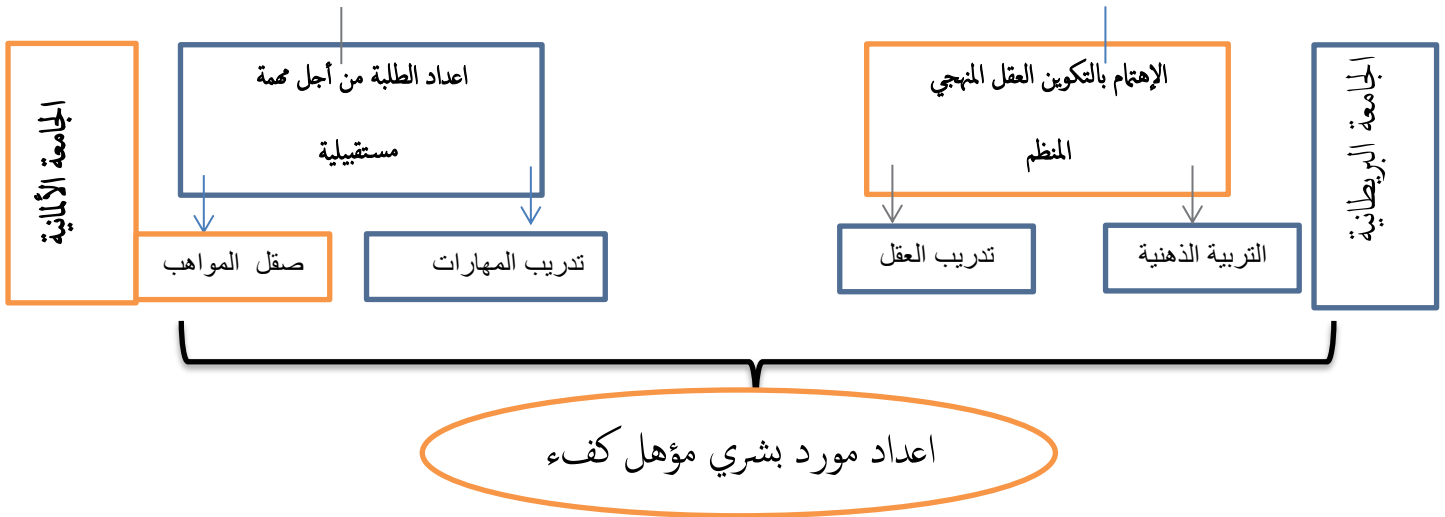 الجامعة البريطانية
الإهتمام بالتكوين العقل المنهجي
المنظم
اعداد الطلبة من أجل مهمة
مستقبيلية
الجامعة الألمانية
التربية الذهنية
تدريب العقل
تدريب المهارات
صقل المواهب
اعداد مورد بشري مؤهل كفء